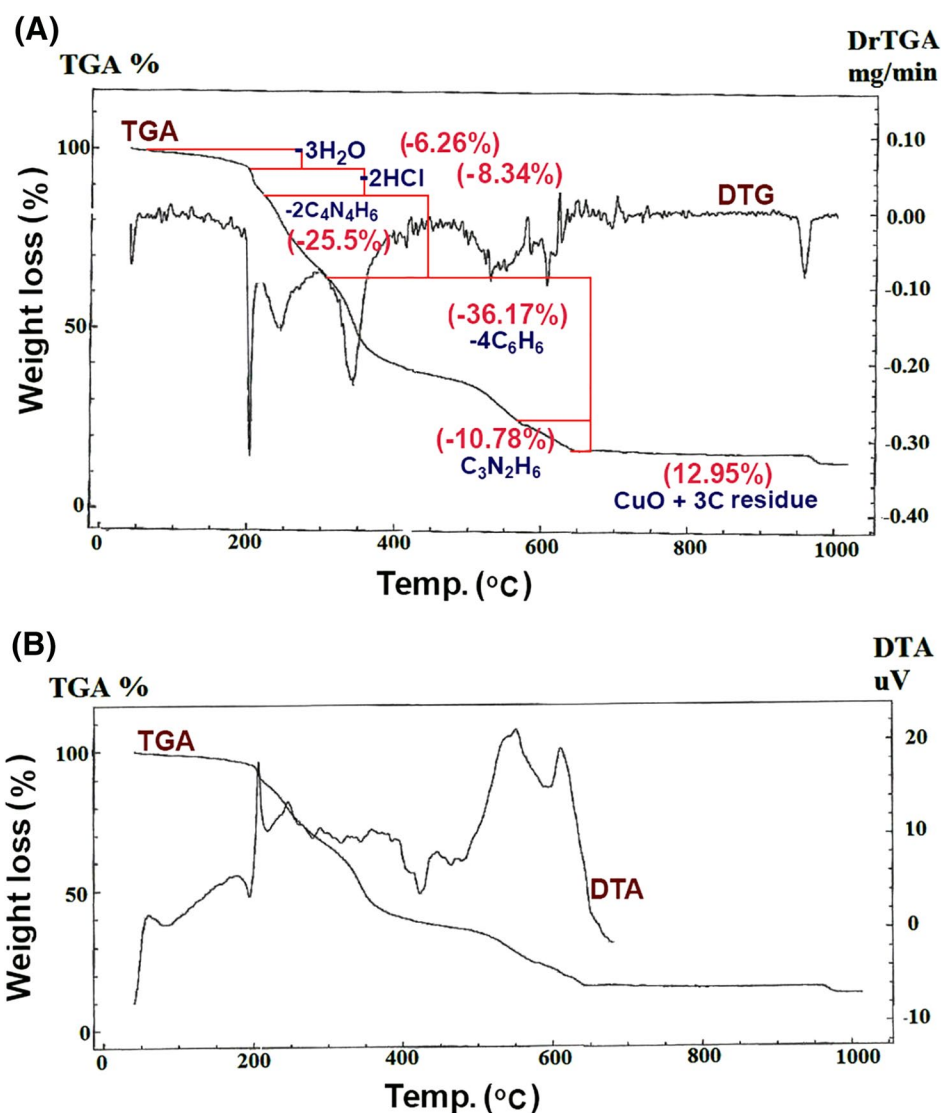 (A)
TGA %
DrTGA
mg/min
TGA
-3H₂O
(-6.26%)
-2HCl
(-8.34%)
-2C₄N₄H₆
(-25.5%)
DTG
(-36.17%)
-4C₆H₆
(-10.78%)
C₃N₂H₆
(12.95%)
CuO + 3C residue
Weight loss (%)
100
50
0
0.10
0.00
-0.10
-0.20
-0.30
-0.40
0 200 400 600 800 1000
Temp. (°C)
(B)
TGA %
DTA
uV
TGA
DTA
Weight loss (%)
100
50
0
20
10
0
-10
0 200 400 600 800 1000
Temp. (°C)